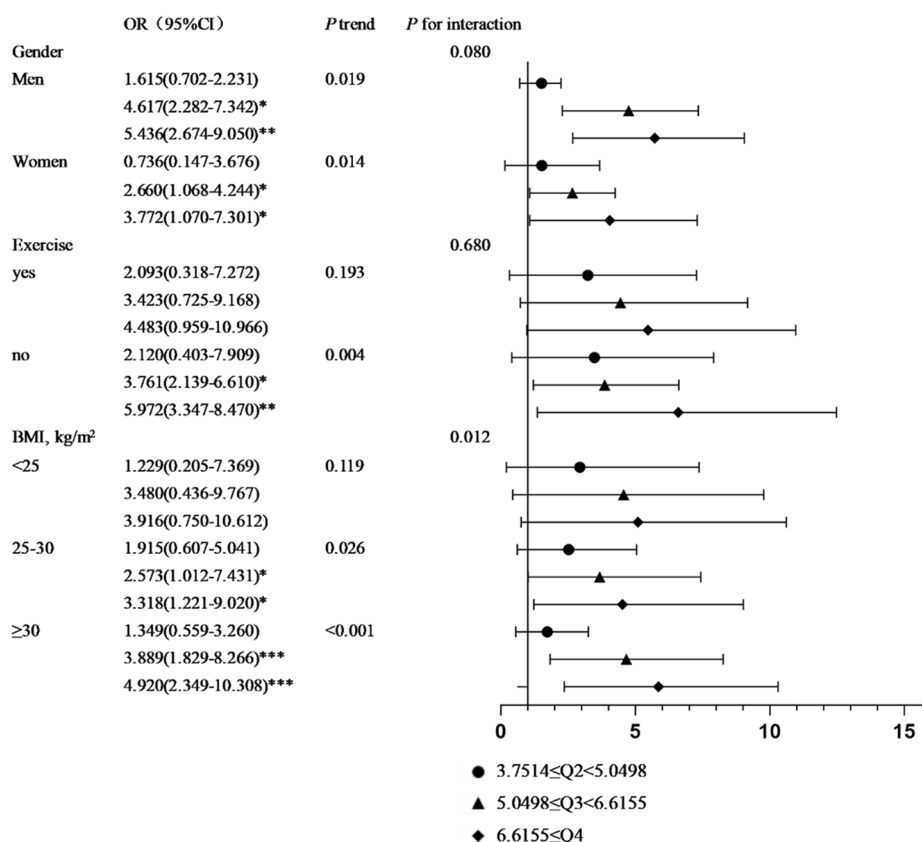 OR（95%CI） P trend P for interaction
Gender 0.080
Men 1.615(0.702-2.231) 0.019
4.617(2.282-7.342)*
5.436(2.674-9.050)**
Women 0.736(0.147-3.676) 0.014
2.660(1.068-4.244)*
3.772(1.070-7.301)*
Exercise 0.680
yes 2.093(0.318-7.272) 0.193
3.423(0.725-9.168)
4.483(0.959-10.966)
no 2.120(0.403-7.909) 0.004
3.761(2.139-6.610)*
5.972(3.347-8.470)**
BMI, kg/m² 0.012
<25 1.229(0.205-7.369) 0.119
3.480(0.436-9.767)
3.916(0.750-10.612)
25-30 1.915(0.607-5.041) 0.026
2.573(1.012-7.431)*
3.318(1.221-9.020)*
≥30 1.349(0.559-3.260) <0.001
3.889(1.829-8.266)***
4.920(2.349-10.308)***
0 5 10 15
3.7514≤Q2<5.0498
5.0498≤Q3<6.6155
6.6155≤Q4